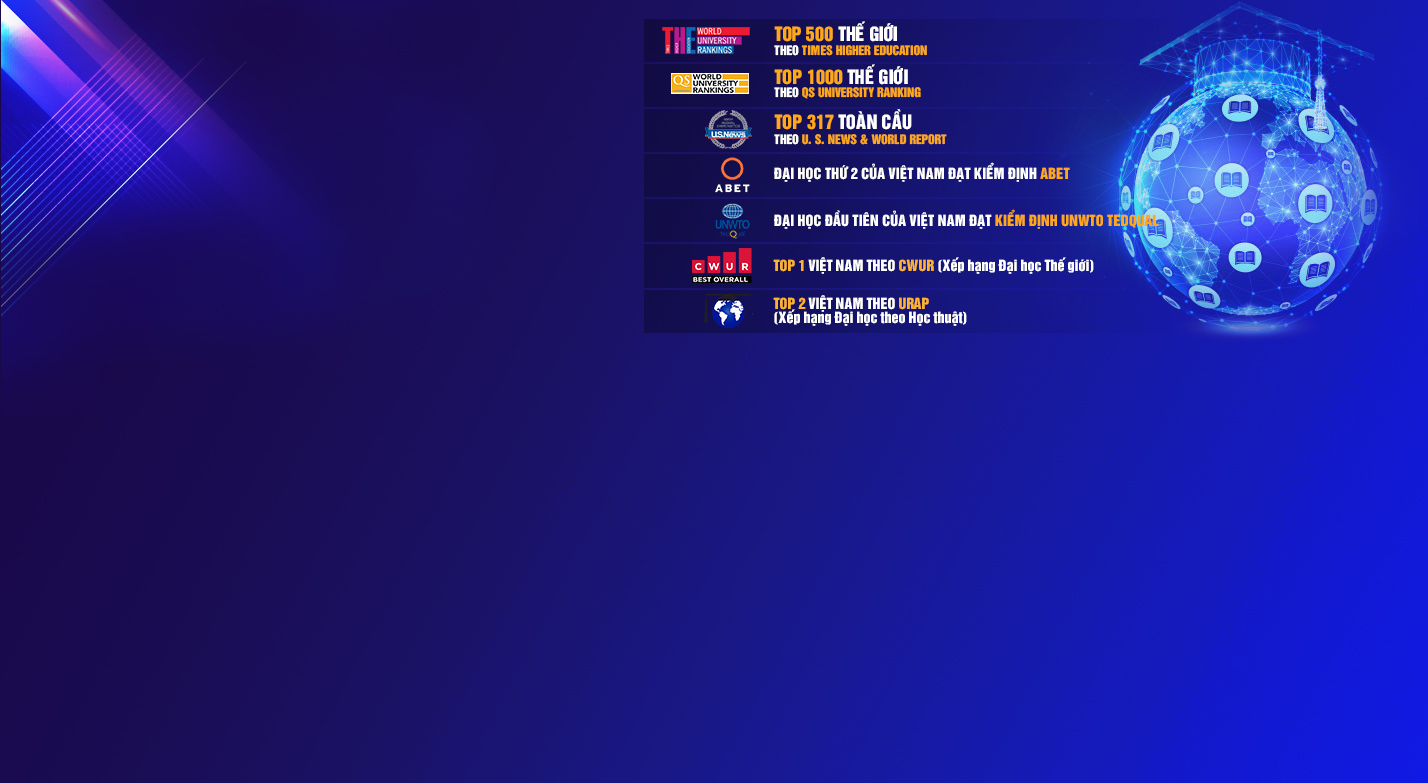 THE WORLD
UNIVERSITY
RANKINGS
TOP 500 THẾ GIỚI
THEO TIMES HIGHER EDUCATION
QS WORLD
UNIVERSITY
RANKINGS
TOP 1000 THẾ GIỚI
THEO QS UNIVERSITY RANKING
U.S.News
TOP 317 TOÀN CẦU
THEO U. S. NEWS & WORLD REPORT
ABET
ĐẠI HỌC THỨ 2 CỦA VIỆT NAM ĐẠT KIỂM ĐỊNH ABET
UNWTO
ĐẠI HỌC ĐẦU TIÊN CỦA VIỆT NAM ĐẠT KIỂM ĐỊNH UNWTO TEDQUAL
CWUR
BEST OVERALL
TOP 1 VIỆT NAM THEO CWUR (Xếp hạng Đại học Thế giới)
TOP 2 VIỆT NAM THEO URAP
(Xếp hạng Đại học theo Học thuật)